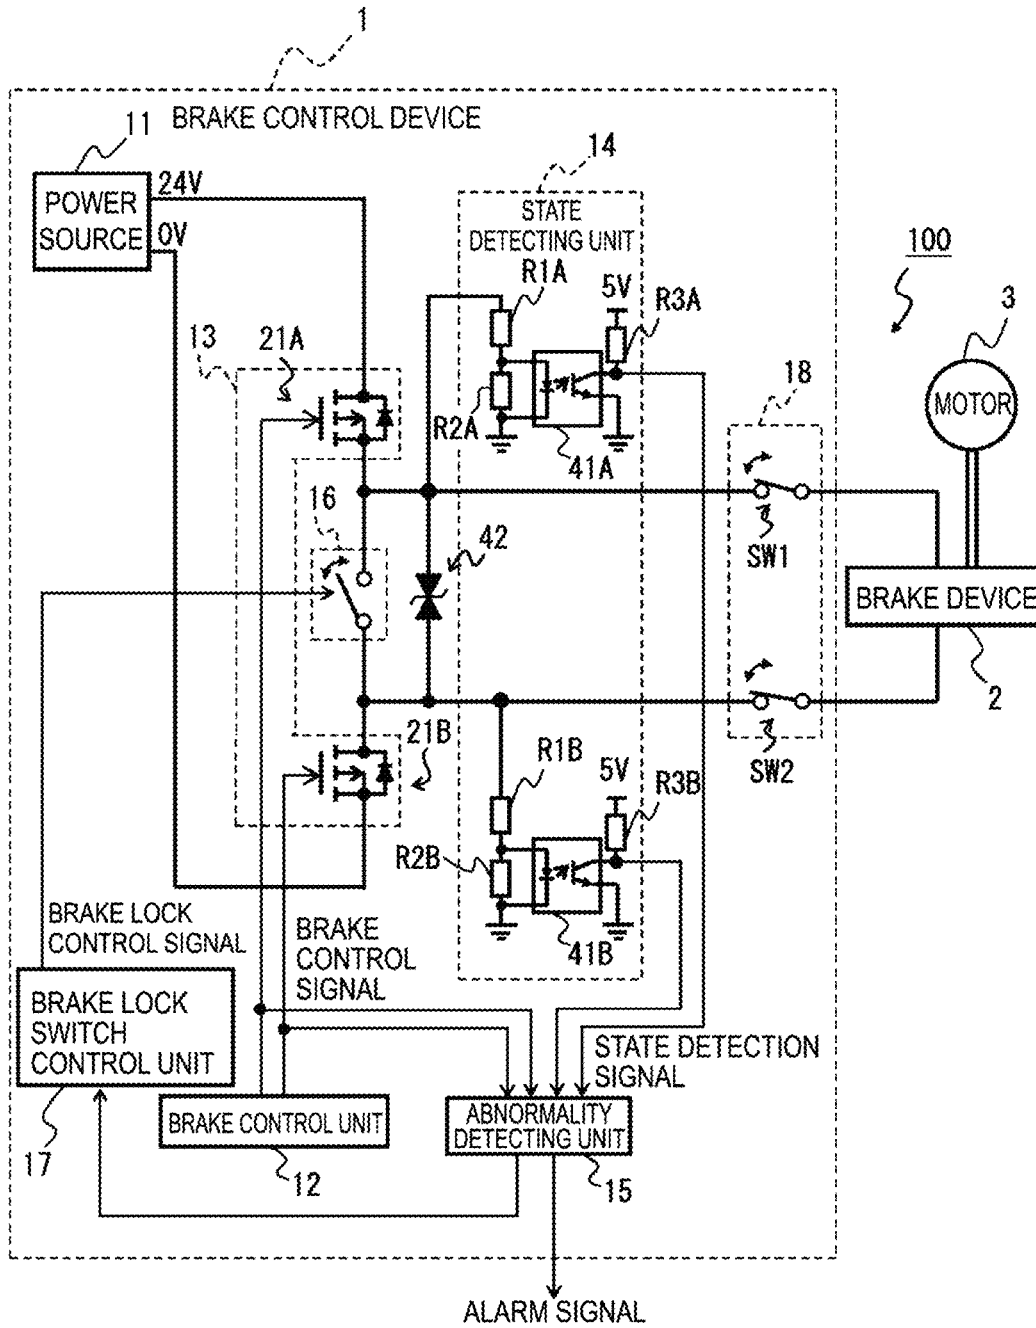 1
BRAKE CONTROL DEVICE
11
POWER
SOURCE
24V
0V
14
STATE
DETECTING UNIT
100
R1A
5V
R3A
3
MOTOR
13
21A
R2A
41A
18
16
42
SW1
BRAKE DEVICE
2
SW2
21B
R1B
5V
R3B
R2B
41B
BRAKE LOCK
CONTROL SIGNAL
BRAKE
CONTROL
SIGNAL
BRAKE LOCK
SWITCH
CONTROL UNIT
STATE DETECTION
SIGNAL
17
BRAKE CONTROL UNIT
12
ABNORMALITY
DETECTING UNIT
15
ALARM SIGNAL